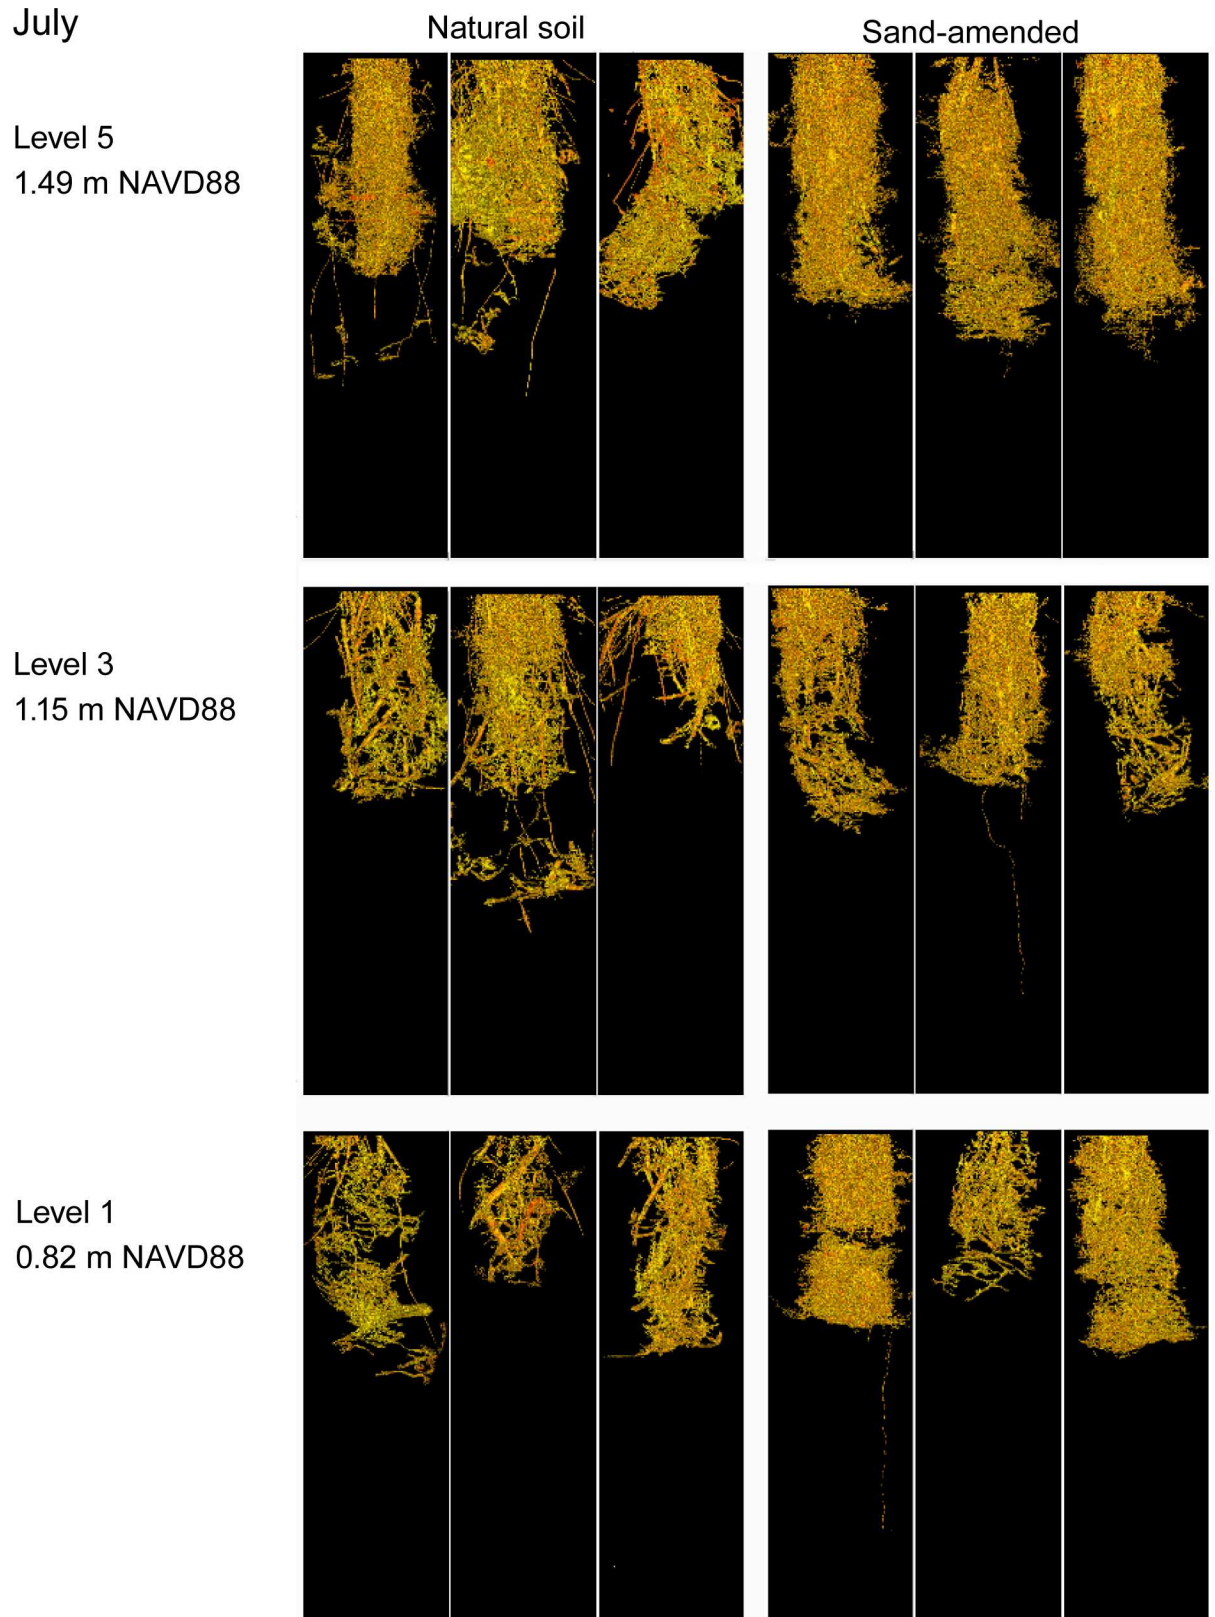 July
Natural soil
Sand-amended
Level 5
1.49 m NAVD88
Level 3
1.15 m NAVD88
Level 1
0.82 m NAVD88